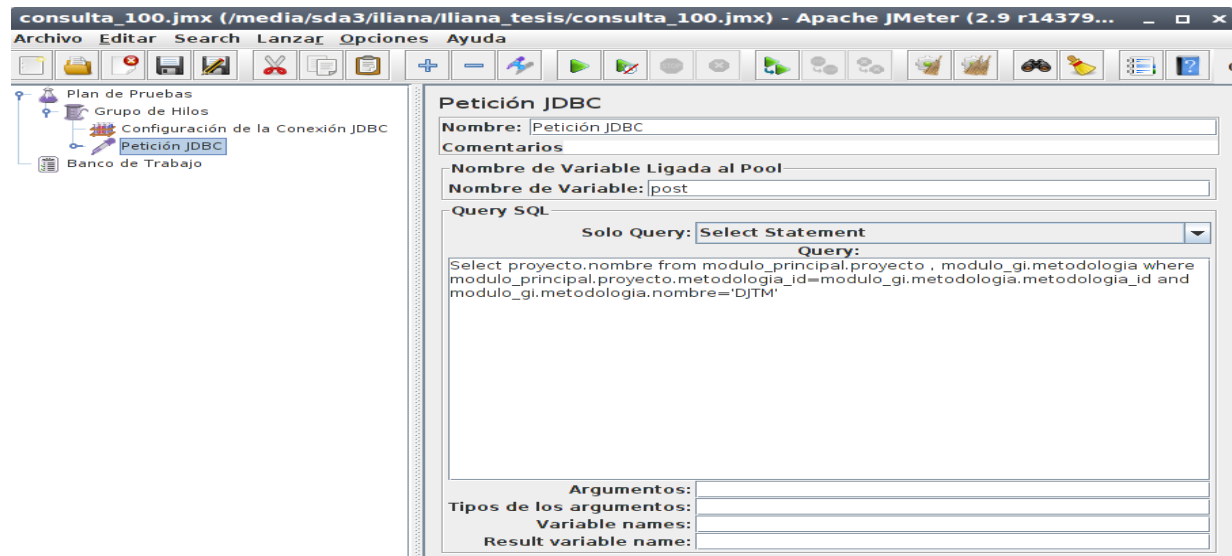 consulta_100.jmx (/media/sda3/iliana/Iliana_tesis/consulta_100.jmx) - Apache JMeter (2.9 r14379...
Archivo Editar Search Lanzar Opciones Ayuda
Plan de Pruebas
Grupo de Hilos
Configuración de la Conexión JDBC
Petición JDBC
Banco de Trabajo
Petición JDBC
Nombre: Petición JDBC
Comentarios
Nombre de Variable Ligada al Pool
Nombre de Variable: post
Query SQL
Solo Query: Select Statement
Query:
Select proyecto.nombre from modulo_principal.proyecto , modulo_gi.metodologia where
modulo_principal.proyecto.metodologia_id=modulo_gi.metodologia.metodologia_id and
modulo_gi.metodologia.nombre='DJTM'
Argumentos:
Tipos de los argumentos:
Variable names:
Result variable name: